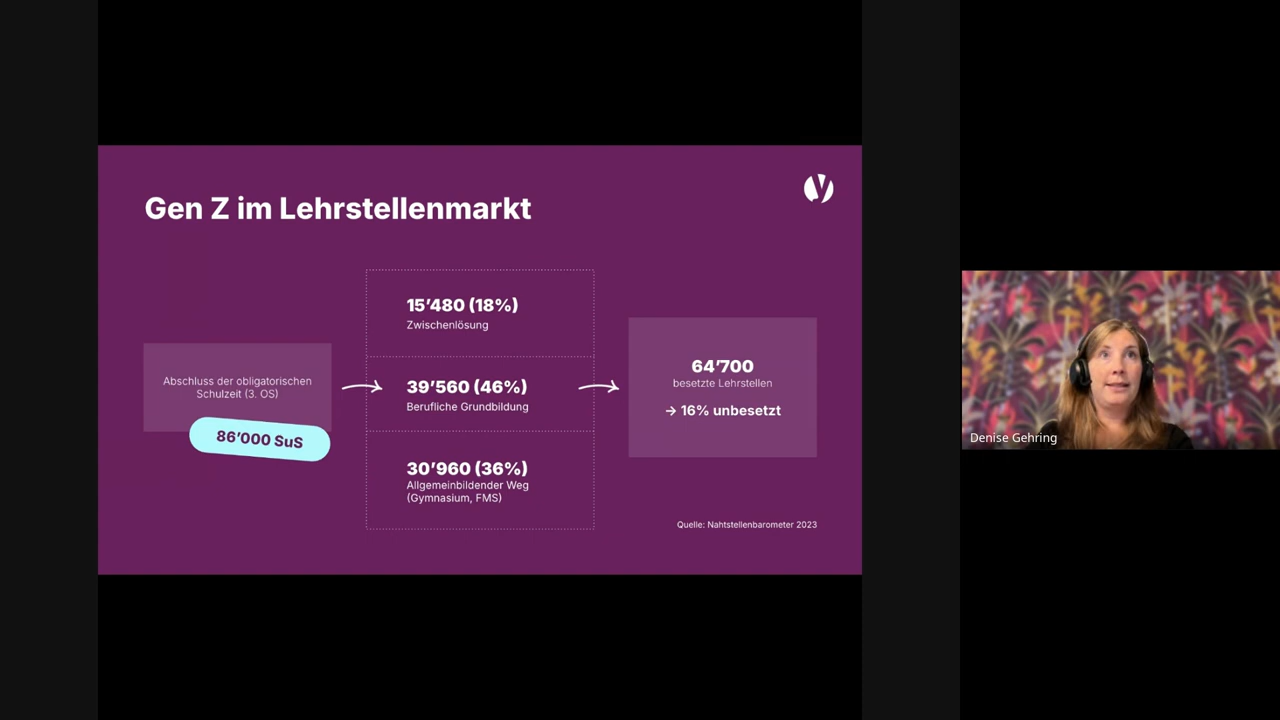 Gen Z im Lehrstellenmarkt
Abschluss der obligatorischen
Schulzeit (3. OS)
86’000 SuS
15’480 (18%)
Zwischenlösung
39’560 (46%)
Berufliche Grundbildung
30’960 (36%)
Allgemeinbildender Weg
(Gymnasium, FMS)
64’700
besetzte Lehrstellen
→ 16% unbesetzt
Quelle: Nahtstellenbarometer 2023
Denise Gehring